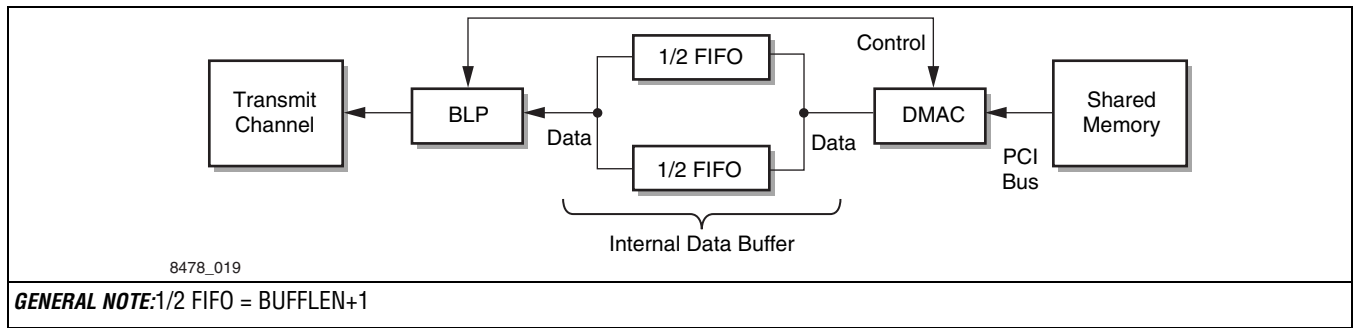 Control
1/2 FIFO
Transmit
Channel
BLP
Data
Data
DMAC
Shared
Memory
1/2 FIFO
PCI
Bus
Internal Data Buffer
8478_019
GENERAL NOTE:1/2 FIFO = BUFFLEN+1